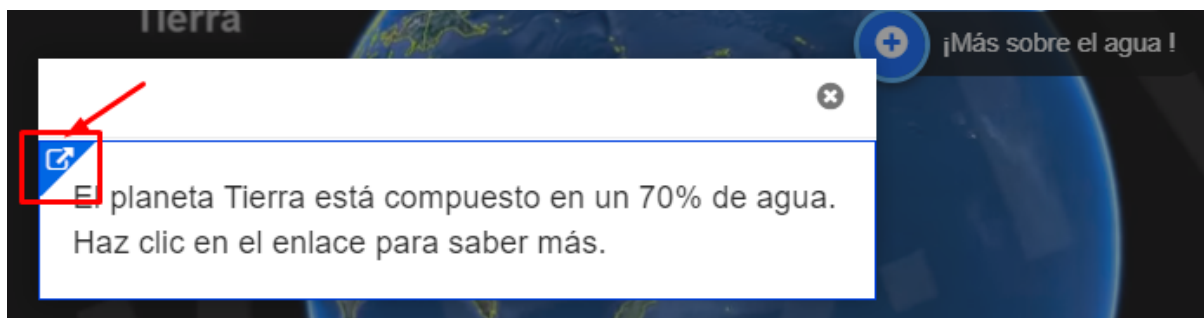 Tierra
¡Más sobre el agua !
El planeta Tierra está compuesto en un 70% de agua.
Haz clic en el enlace para saber más.